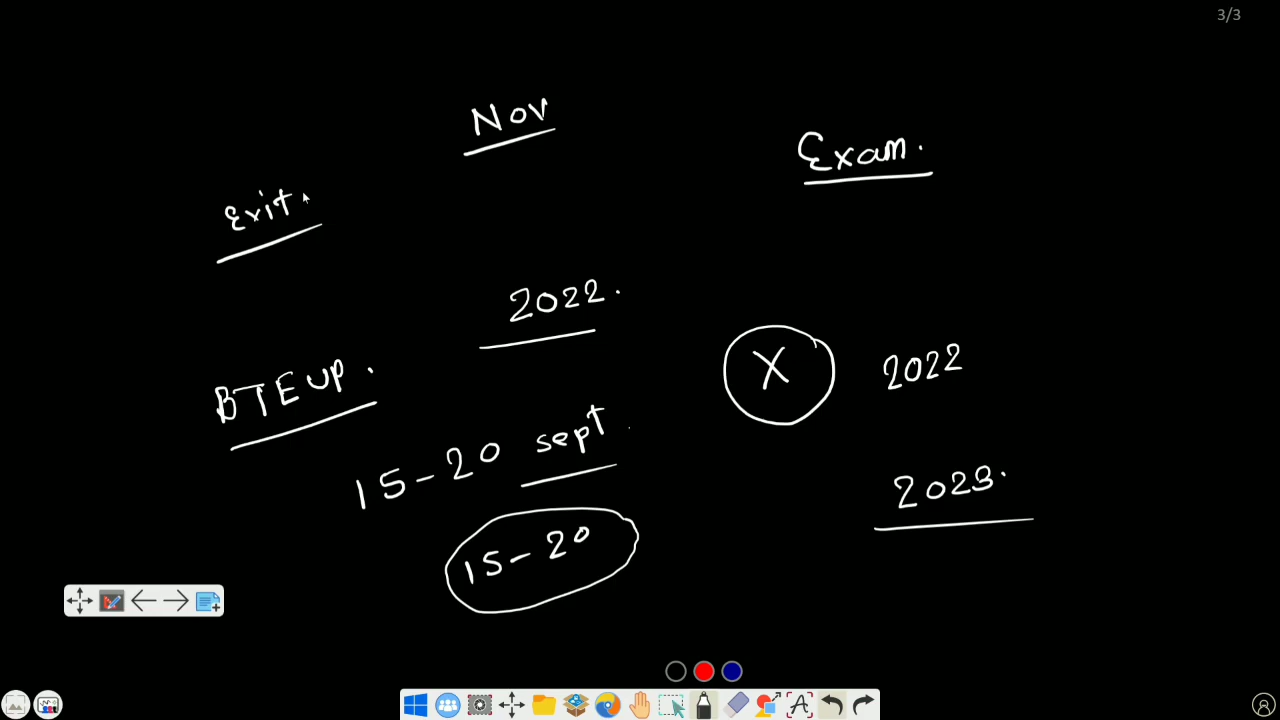 3/3
Nov
Exam.
Exit.
2022.
X 2022
BTEUP.
15-20 sept.
2023.
15-20